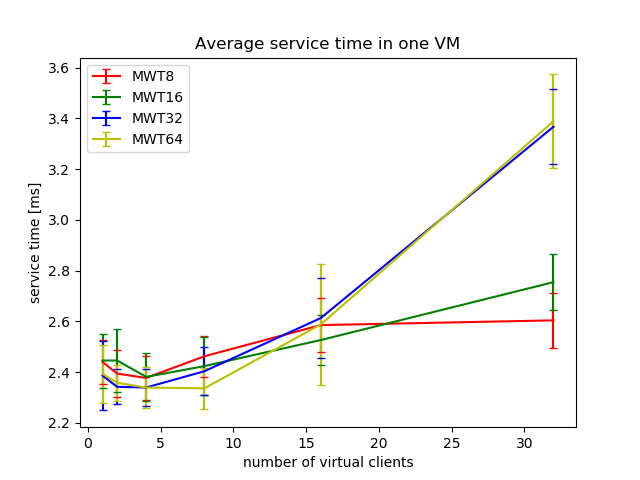 Average service time in one VM
3.6
3.4
3.2
3.0
2.8
2.6
2.4
2.2
service time [ms]
MWT8
MWT16
MWT32
MWT64
0
5
10
15
20
25
30
number of virtual clients